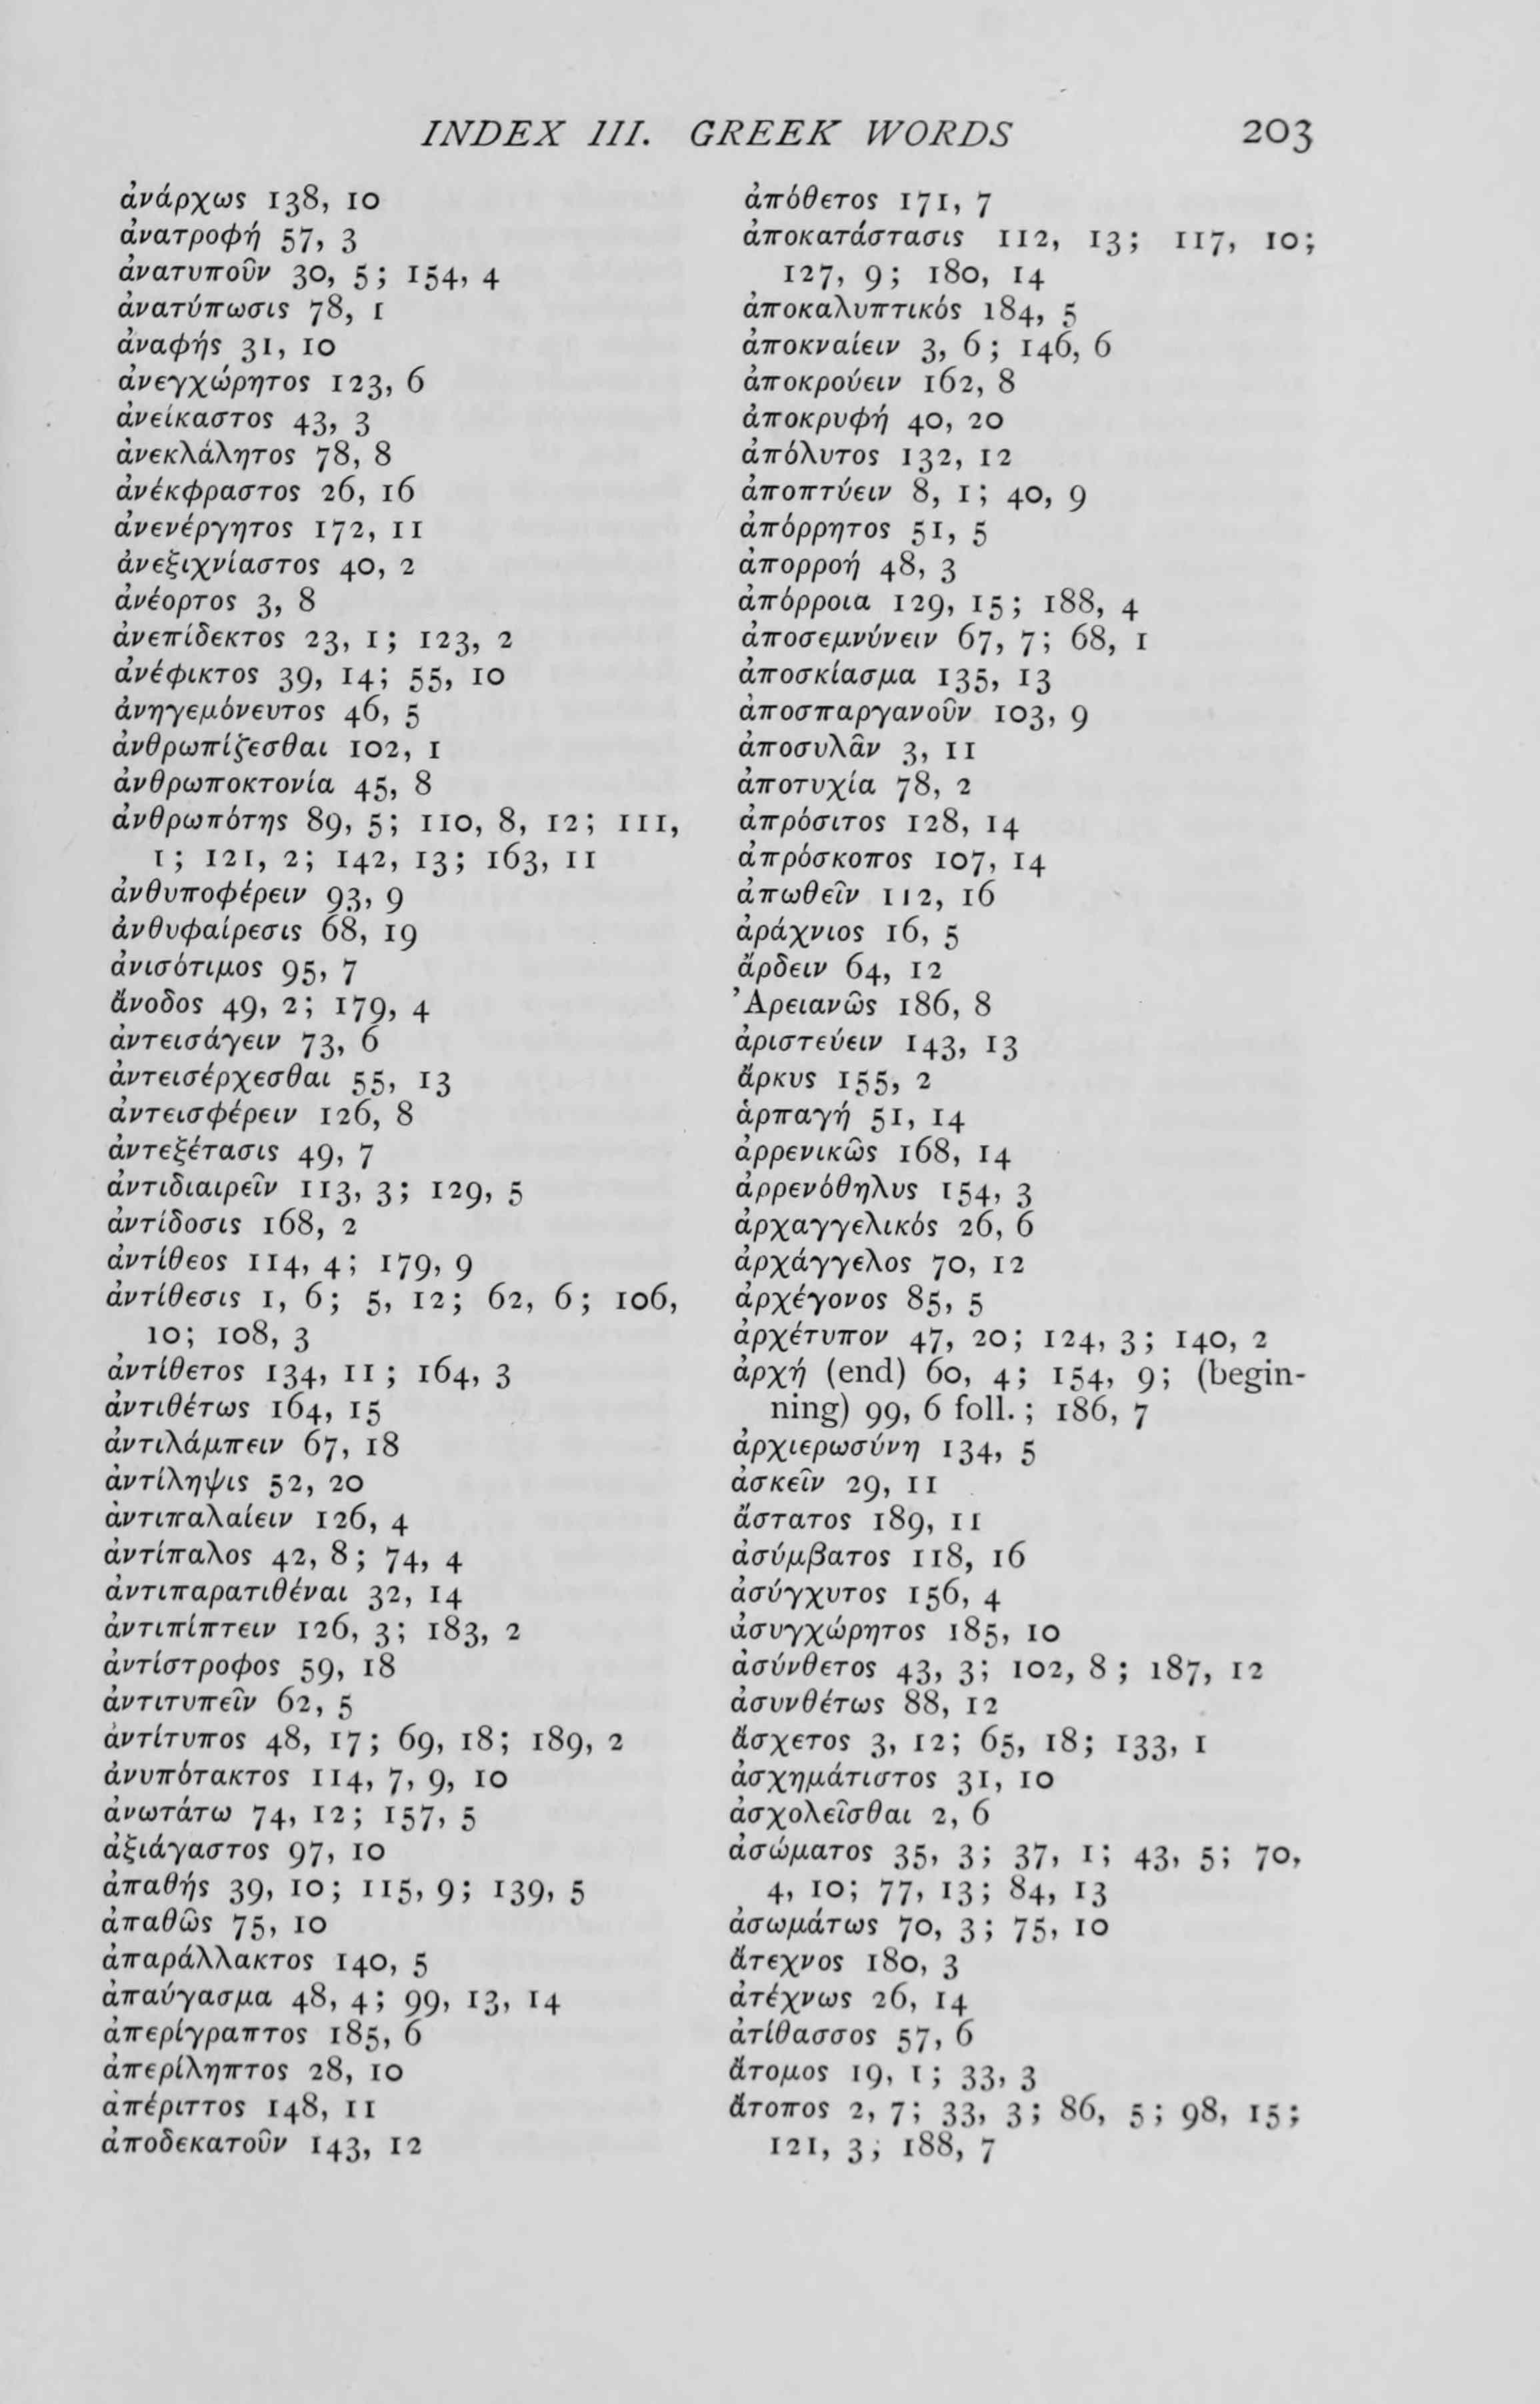 INDEX III. GREEK WORDS 203
ἀνάρχως 138, 10
ἀνατροφή 57, 3
ἀνατυποῦν 30, 5; 154, 4
ἀνατύπωσις 78, 1
ἀναφής 31, 10
ἀνεγχώρητος 123, 6
ἀνείκαστος 43, 3
ἀνεκλάλητος 78, 8
ἀνέκφραστος 26, 16
ἀνενέργητος 172, 11
ἀνεξιχνίαστος 40, 2
ἀνέορτος 3, 8
ἀνεπίδεκτος 23, 1; 123, 2
ἀνέφικτος 39, 14; 55, 10
ἀνηγεμόνευτος 46, 5
ἀνθρωπίζεσθαι 102, 1
ἀνθρωποκτονία 45, 8
ἀνθρωπότης 89, 5; 110, 8, 12; 111,
1; 121, 2; 142, 13; 163, 11
ἀνθυποφέρειν 93, 9
ἀνθυφαίρεσις 68, 19
ἀνισότιμος 95, 7
ἄνοδος 49, 2; 179, 4
ἀντεισάγειν 73, 6
ἀντεισέρχεσθαι 55, 13
ἀντεισφέρειν 126, 8
ἀντεξέτασις 49, 7
ἀντιδιαιρεῖν 113, 3; 129, 5
ἀντίδοσις 168, 2
ἀντίθεος 114, 4; 179, 9
ἀντίθεσις 1, 6; 5, 12; 62, 6; 106,
10; 108, 3
ἀντίθετος 134, 11; 164, 3
ἀντιθέτως 164, 15
ἀντιλάμπειν 67, 18
ἀντίληψις 52, 20
ἀντιπαλαίειν 126, 4
ἀντίπαλος 42, 8; 74, 4
ἀντιπαρατιθέναι 32, 14
ἀντιπίπτειν 126, 3; 183, 2
ἀντίστροφος 59, 18
ἀντιτυπεῖν 62, 5
ἀντίτυπος 48, 17; 69, 18; 189, 2
ἀνυπότακτος 114, 7, 9, 10
ἀνωτάτω 74, 12; 157, 5
ἀξιάγαστος 97, 10
ἀπαθής 39, 10; 115, 9; 139, 5
ἀπαθῶς 75, 10
ἀπαράλλακτος 140, 5
ἀπαύγασμα 48, 4; 99, 13, 14
ἀπερίγραπτος 185, 6
ἀπερίληπτος 28, 10
ἀπέριττος 148, 11
ἀποδεκατοῦν 143, 12
ἀπόθετος 171, 7
ἀποκατάστασις 112, 13; 117, 10;
127, 9; 180, 14
ἀποκαλυπτικός 184, 5
ἀποκναίειν 3, 6; 146, 6
ἀποκρούειν 162, 8
ἀποκρυφή 40, 20
ἀπόλυτος 132, 12
ἀποπτύειν 8, 1; 40, 9
ἀπόρρητος 51, 5
ἀπορροή 48, 3
ἀπόρροια 129, 15; 188, 4
ἀποσεμνύνειν 67, 7; 68, 1
ἀποσκίασμα 135, 13
ἀποσπαργανοῦν 103, 9
ἀποσυλᾶν 3, 11
ἀποτυχία 78, 2
ἀπρόσιτος 128, 14
ἀπρόσκοπος 107, 14
ἀπωθεῖν 112, 16
ἀράχνιος 16, 5
ἄρδειν 64, 12
Ἀρειανῶς 186, 8
ἀριστεύειν 143, 13
ἄρκυς 155, 2
ἁρπαγή 51, 14
ἀρρενικῶς 168, 14
ἀρρενόθηλυς 154, 3
ἀρχαγγελικός 26, 6
ἀρχάγγελος 70, 12
ἀρχέγονος 85, 5
ἀρχέτυπον 47, 20; 124, 3; 140, 2
ἀρχή (end) 60, 4; 154, 9; (begin-
ning) 99, 6 foll.; 186, 7
ἀρχιερωσύνη 134, 5
ἀσκεῖν 29, 11
ἄστατος 189, 11
ἀσύμβατος 118, 16
ἀσύγχυτος 156, 4
ἀσυγχώρητος 185, 10
ἀσύνθετος 43, 3; 102, 8; 187, 12
ἀσυνθέτως 88, 12
ἄσχετος 3, 12; 65, 18; 133, 1
ἀσχημάτιστος 31, 10
ἀσχολεῖσθαι 2, 6
ἀσώματος 35, 3; 37, 1; 43, 5; 70,
4, 10; 77, 13; 84, 13
ἀσωμάτως 70, 3; 75, 10
ἄτεχνος 180, 3
ἀτέχνως 26, 14
ἀτίθασσος 57, 6
ἄτομος 19, 1; 33, 3
ἄτοπος 2, 7; 33, 3; 86, 5; 98, 15;
121, 3; 188, 7